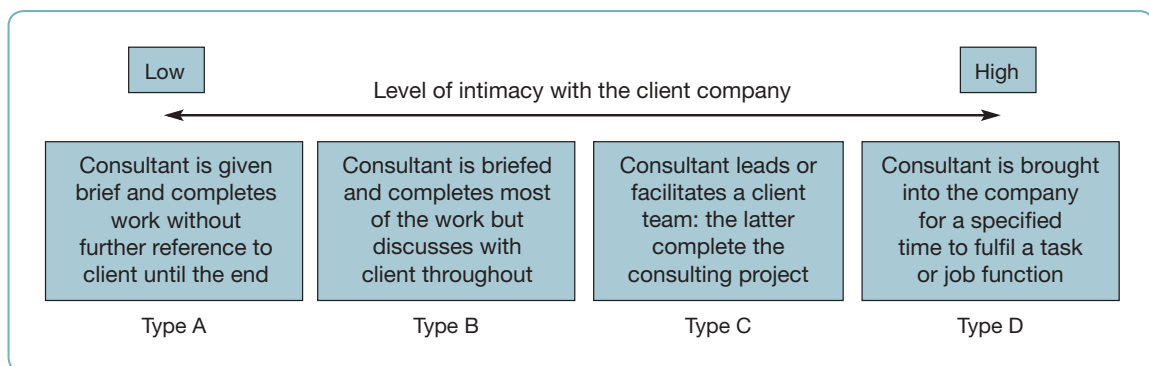 Low
High
Level of intimacy with the client company
Consultant is given
brief and completes
work without
further reference to
client until the end
Consultant is briefed
and completes most
of the work but
discusses with
client throughout
Consultant leads or
facilitates a client
team: the latter
complete the
consulting project
Consultant is brought
into the company
for a specified
time to fulfil a task
or job function
Type A
Type B
Type C
Type D